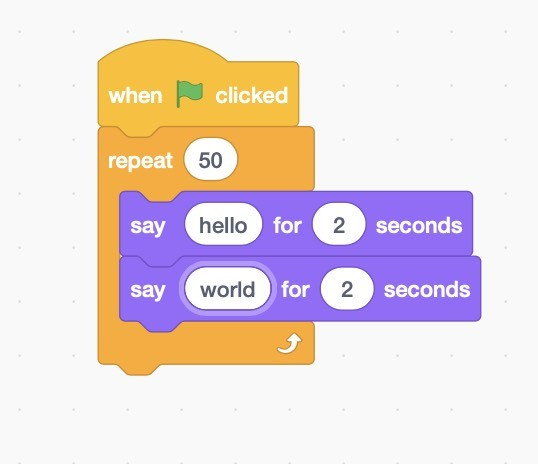 when clicked
repeat 50
say hello for 2 seconds
say world for 2 seconds